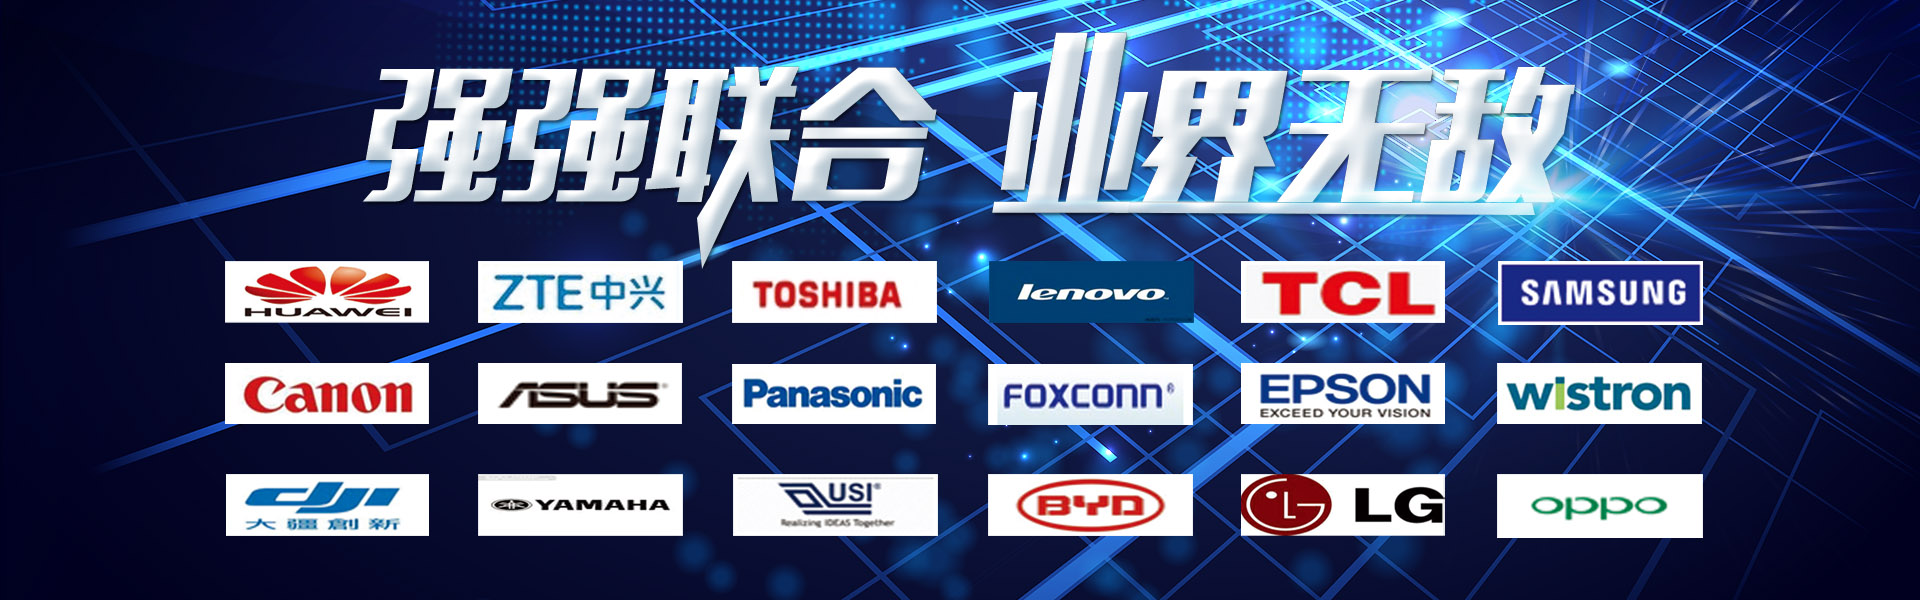 强强联合 业界无敌
HUAWEI
ZTE中兴
TOSHIBA
lenovo
TCL
SAMSUNG
Canon
ASUS
Panasonic
FOXCONN®
EPSON
EXCEED YOUR VISION
wistron
dji
大疆創新
YAMAHA
USI®
Realizing IDEAS Together
BYD
LG
oppo